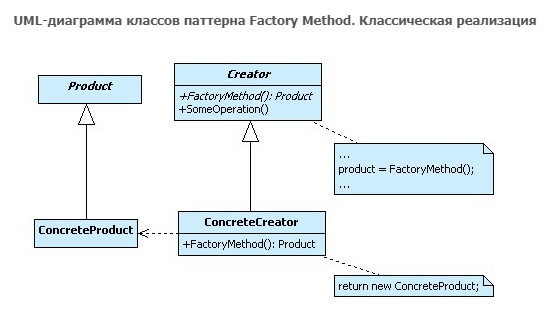 UML-диаграмма классов паттерна Factory Method. Классическая реализация
Product
Creator
+FactoryMethod(): Product
+SomeOperation()
...
product = FactoryMethod();
...
ConcreteProduct
ConcreteCreator
+FactoryMethod(): Product
return new ConcreteProduct;